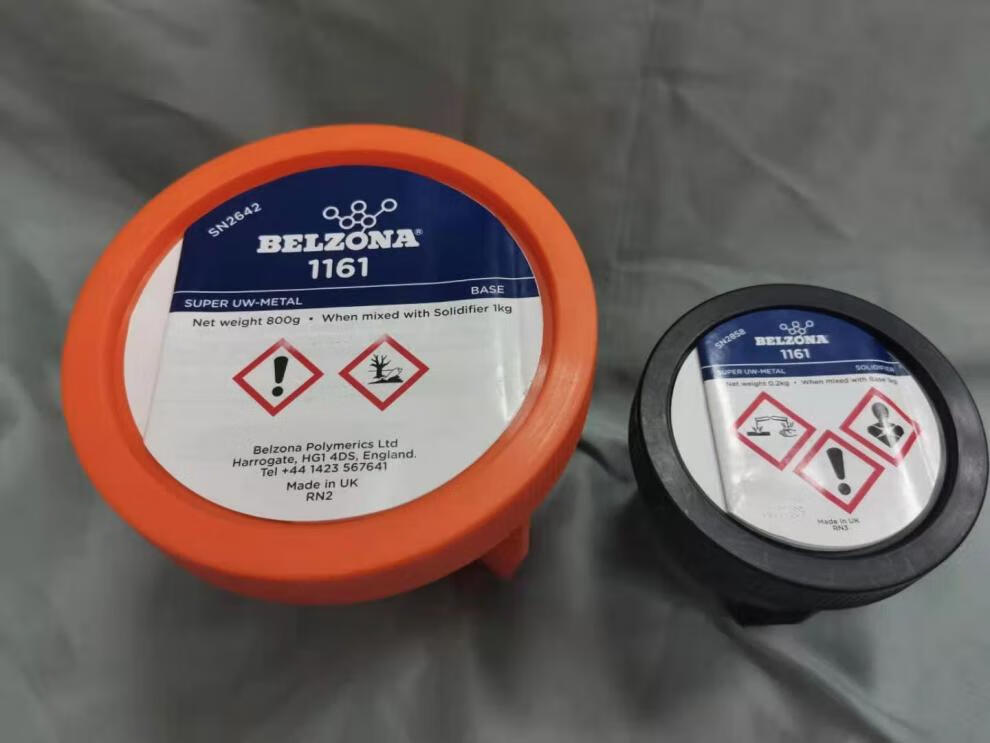 SN2642
BELZONA®
1161
SUPER UW-METAL BASE
Net weight 800g • When mixed with Solidifier 1kg
Belzona Polymerics Ltd
Harrogate, HG1 4DS, England.
Tel +44 1423 567641
Made in UK
RN2
SN2858
BELZONA
1161
SUPER UW-METAL SOLIDIFIER
Net weight 0.2kg • When mixed with Base 1kg
Made in UK
RN3